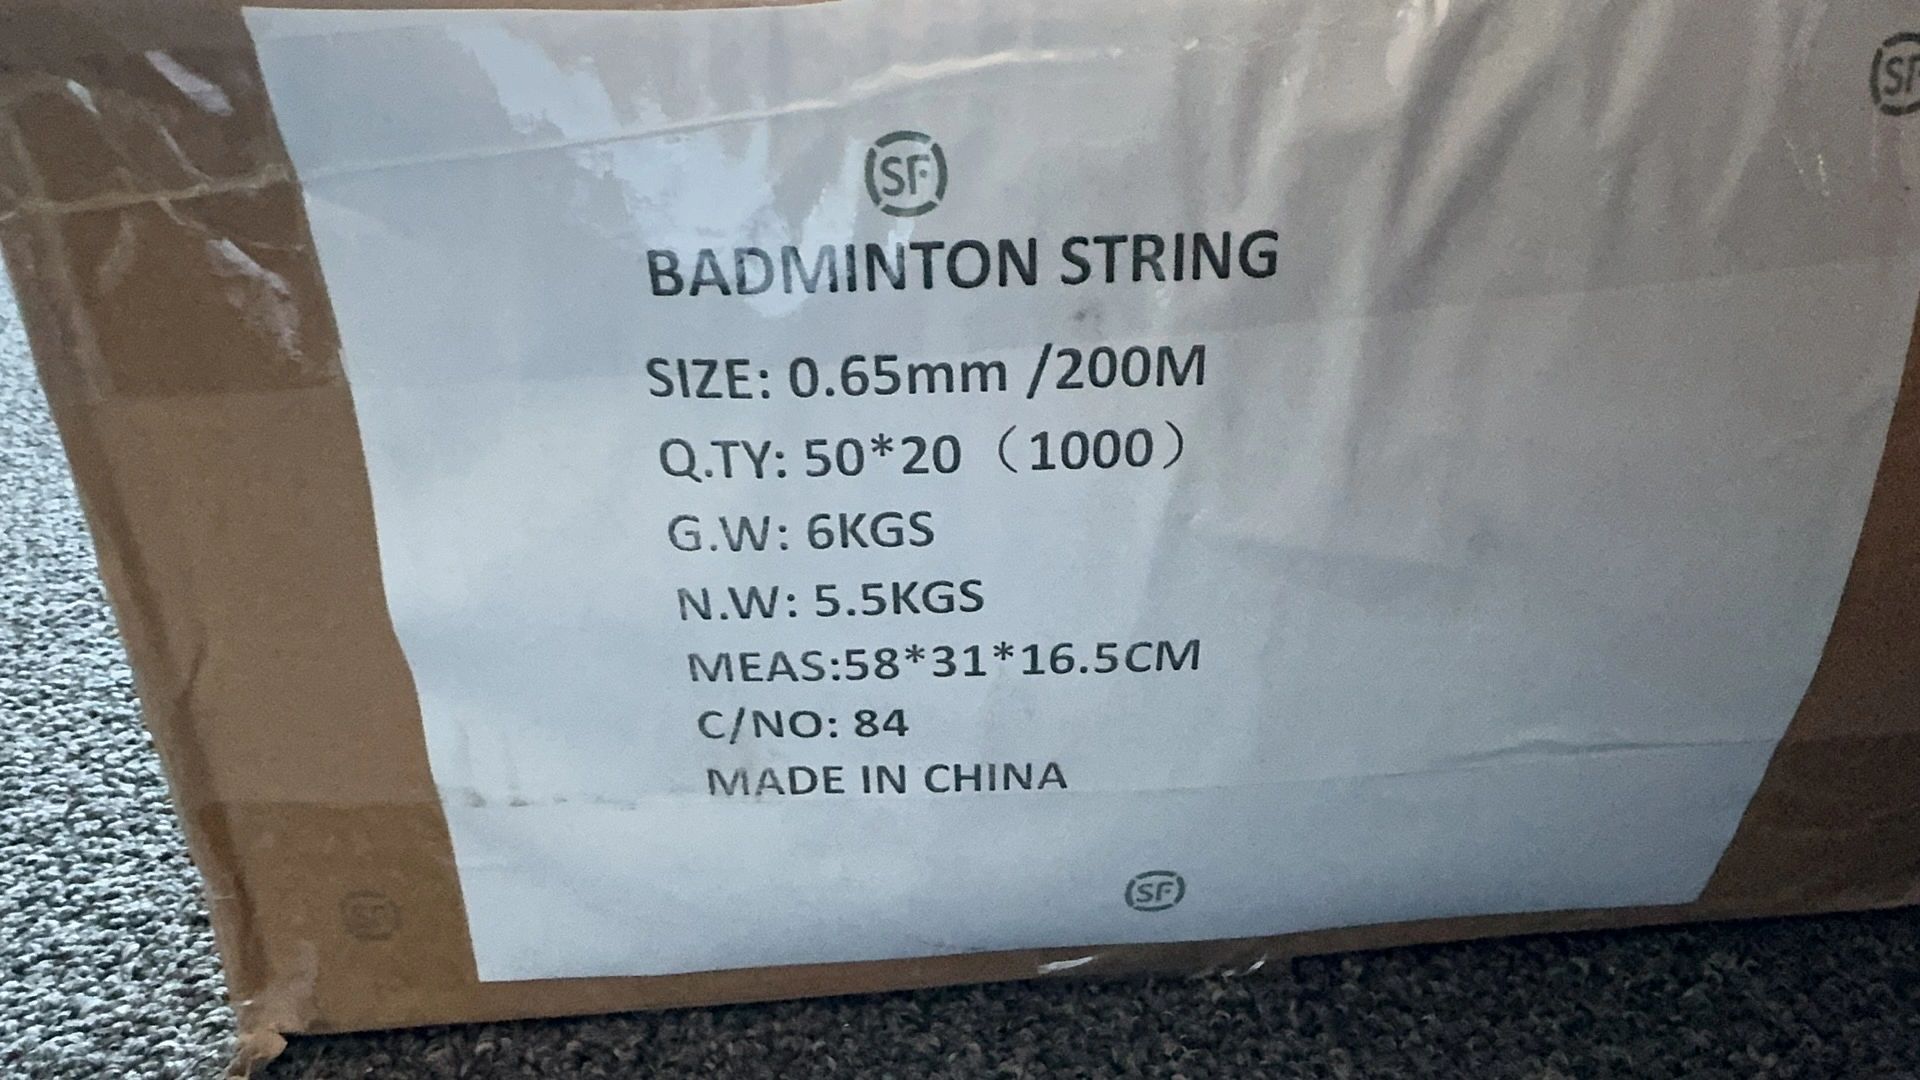 SF
SF
BADMINTON STRING
SIZE: 0.65mm /200M
Q.TY: 50*20（1000）
G.W: 6KGS
N.W: 5.5KGS
MEAS:58*31*16.5CM
C/NO: 84
MADE IN CHINA
SF
SF